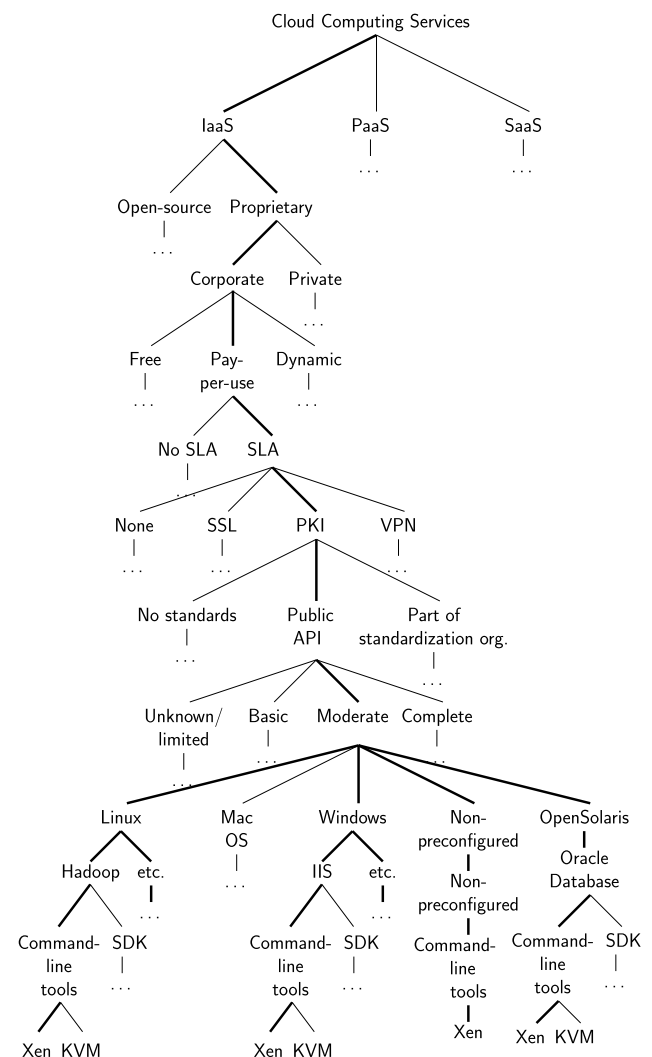 Cloud Computing Services
IaaS PaaS SaaS
... ...
Open-source Proprietary
...
Corporate Private
...
Free Pay- Dynamic
per-use
... ...
No SLA SLA
...
None SSL PKI VPN
... ... ...
No standards Public Part of
API standardization org.
...
...
Unknown/ Basic Moderate Complete
limited
... ...
...
Linux Mac Windows Non- OpenSolaris
OS preconfigured
Oracle
Hadoop etc. ... IIS etc. Non- Database
preconfigured
... ...
Command- SDK Command- SDK Command- Command- SDK
line line line line
tools ... tools ... tools tools ...
Xen KVM Xen KVM Xen Xen KVM